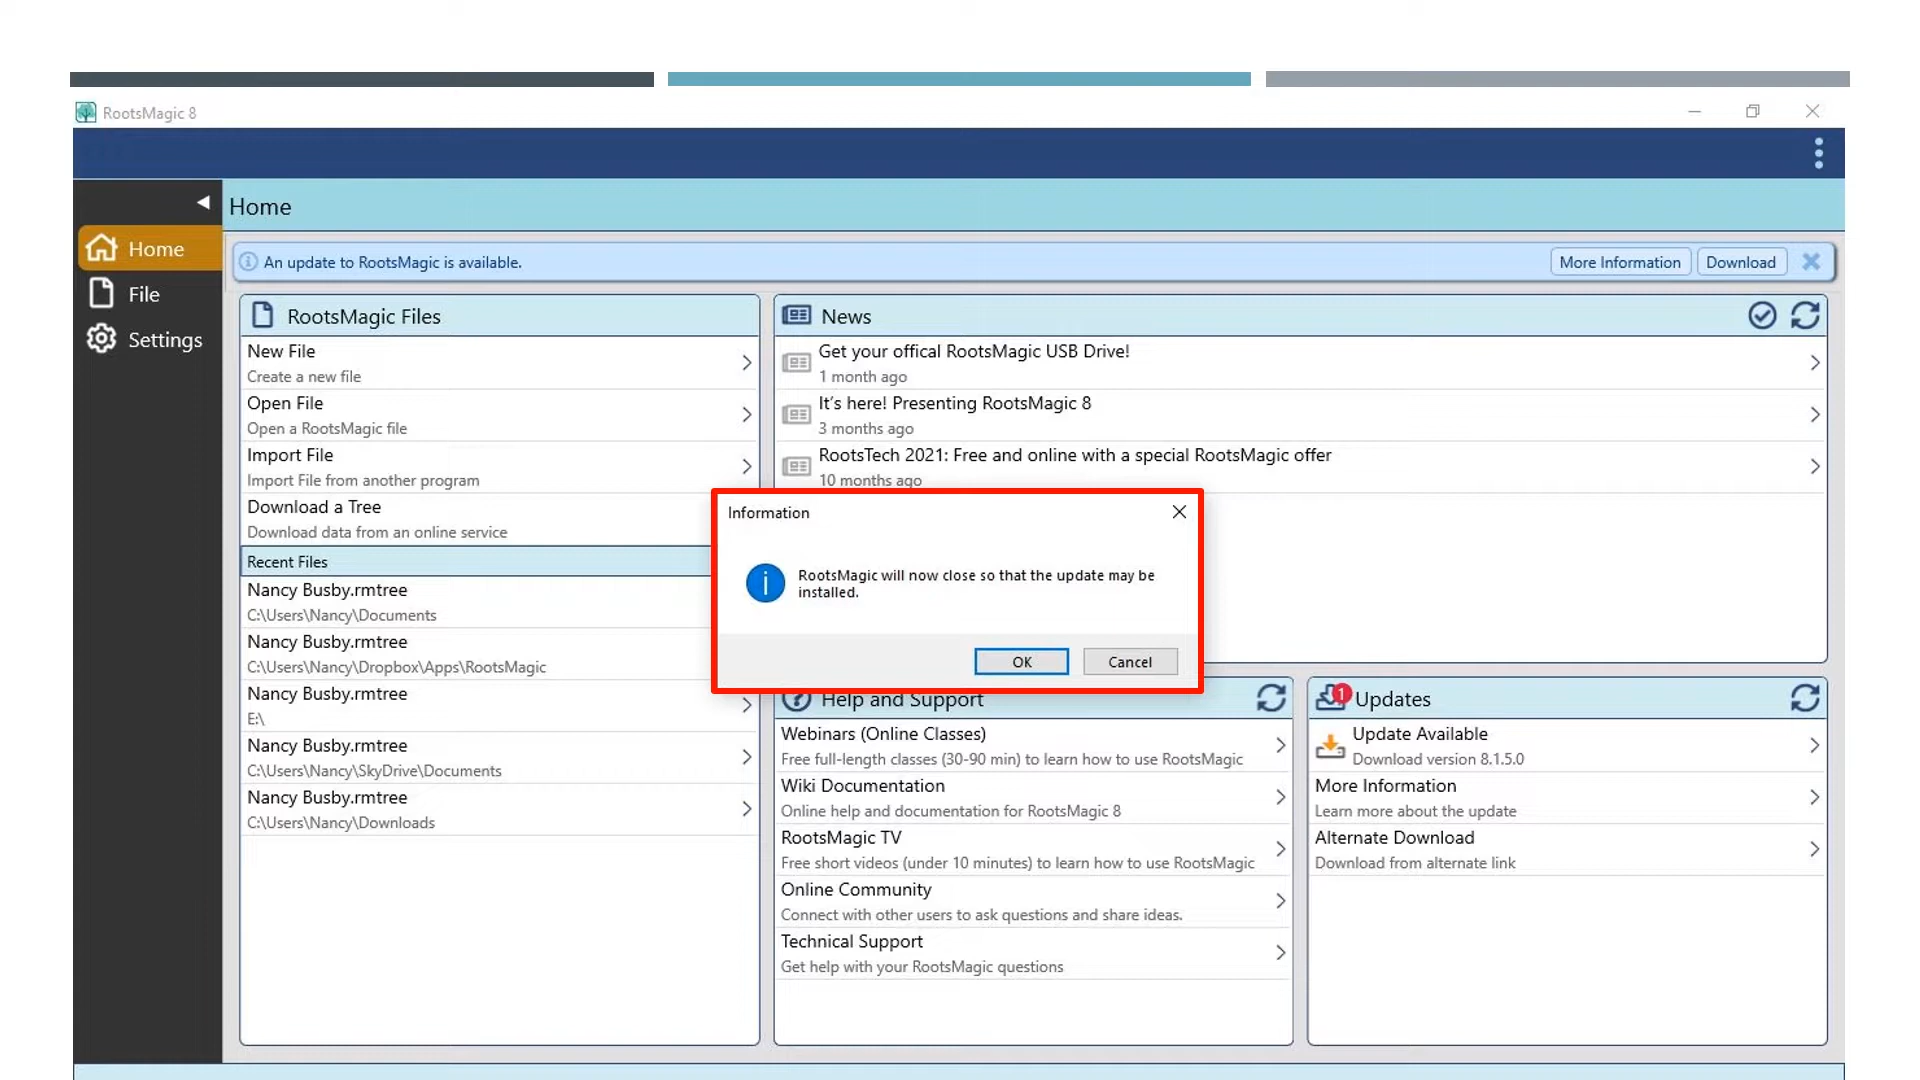 RootsMagic 8
Home
Home
File
Settings
An update to RootsMagic is available.
More Information
Download
RootsMagic Files
New File
Create a new file
Open File
Open a RootsMagic file
Import File
Import File from another program
Download a Tree
Download data from an online service
Recent Files
Nancy Busby.rmtree
C:\Users\Nancy\Documents
Nancy Busby.rmtree
C:\Users\Nancy\Dropbox\Apps\RootsMagic
Nancy Busby.rmtree
E:\
Nancy Busby.rmtree
C:\Users\Nancy\SkyDrive\Documents
Nancy Busby.rmtree
C:\Users\Nancy\Downloads
News
Get your offical RootsMagic USB Drive!
1 month ago
It's here! Presenting RootsMagic 8
3 months ago
RootsTech 2021: Free and online with a special RootsMagic offer
10 months ago
Information
RootsMagic will now close so that the update may be
installed.
OK
Cancel
Help and Support
Webinars (Online Classes)
Free full-length classes (30-90 min) to learn how to use RootsMagic
Wiki Documentation
Online help and documentation for RootsMagic 8
RootsMagic TV
Free short videos (under 10 minutes) to learn how to use RootsMagic
Online Community
Connect with other users to ask questions and share ideas.
Technical Support
Get help with your RootsMagic questions
1
Updates
Update Available
Download version 8.1.5.0
More Information
Learn more about the update
Alternate Download
Download from alternate link